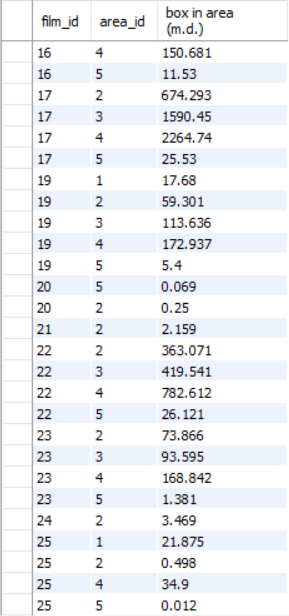 film_id area_id box in area (m.d.)
16 4 150.681
16 5 11.53
17 2 674.293
17 3 1590.45
17 4 2264.74
17 5 25.53
19 1 17.68
19 2 59.301
19 3 113.636
19 4 172.937
19 5 5.4
20 5 0.069
20 2 0.25
21 2 2.159
22 2 363.071
22 3 419.541
22 4 782.612
22 5 26.121
23 2 73.866
23 3 93.595
23 4 168.842
23 5 1.381
24 2 3.469
25 1 21.875
25 2 0.498
25 4 34.9
25 5 0.012